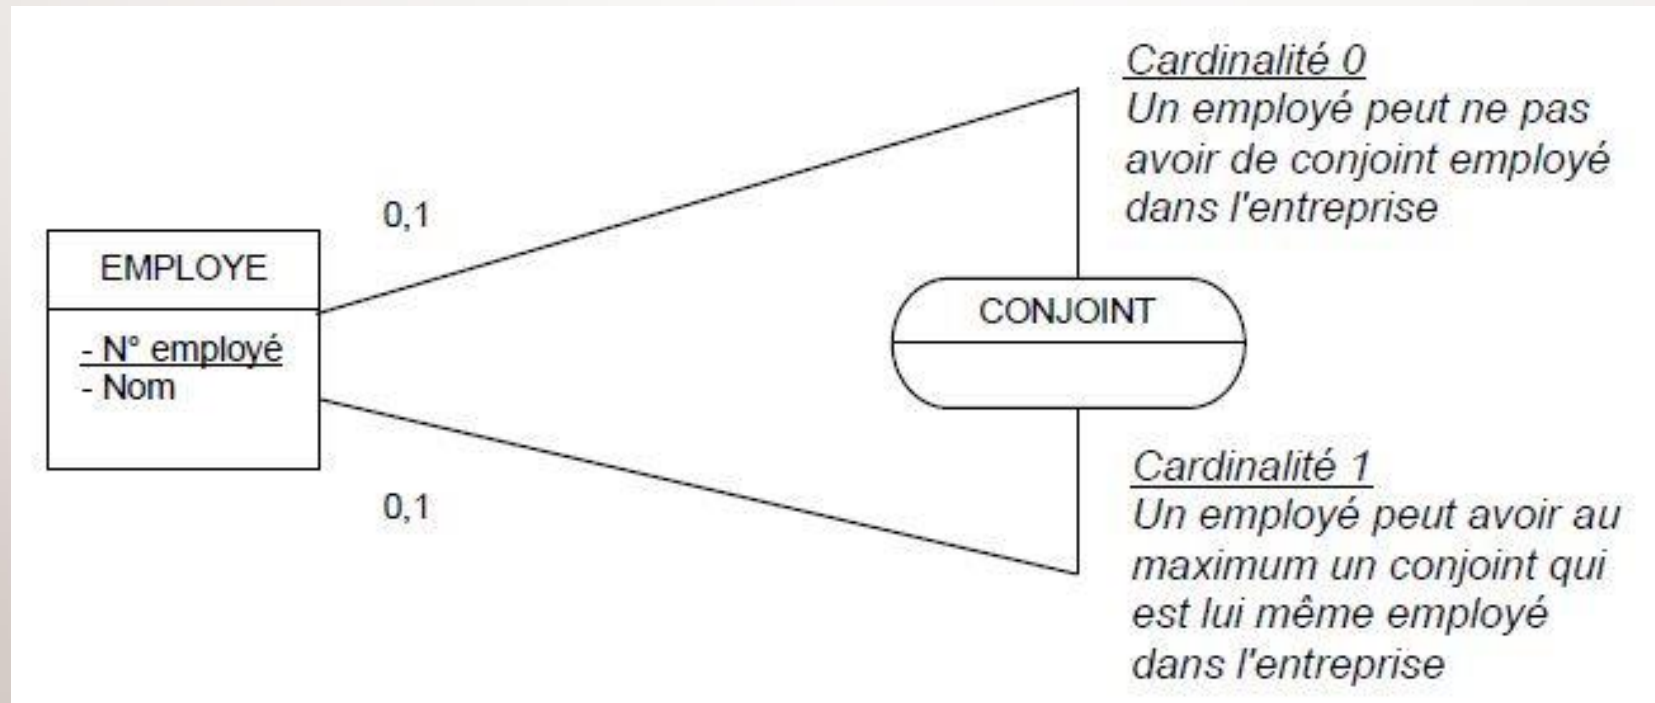 Cardinalité 0
Un employé peut ne pas
avoir de conjoint employé
dans l'entreprise
0,1
EMPLOYE
- N° employé
- Nom
CONJOINT
0,1
Cardinalité 1
Un employé peut avoir au
maximum un conjoint qui
est lui même employé
dans l'entreprise